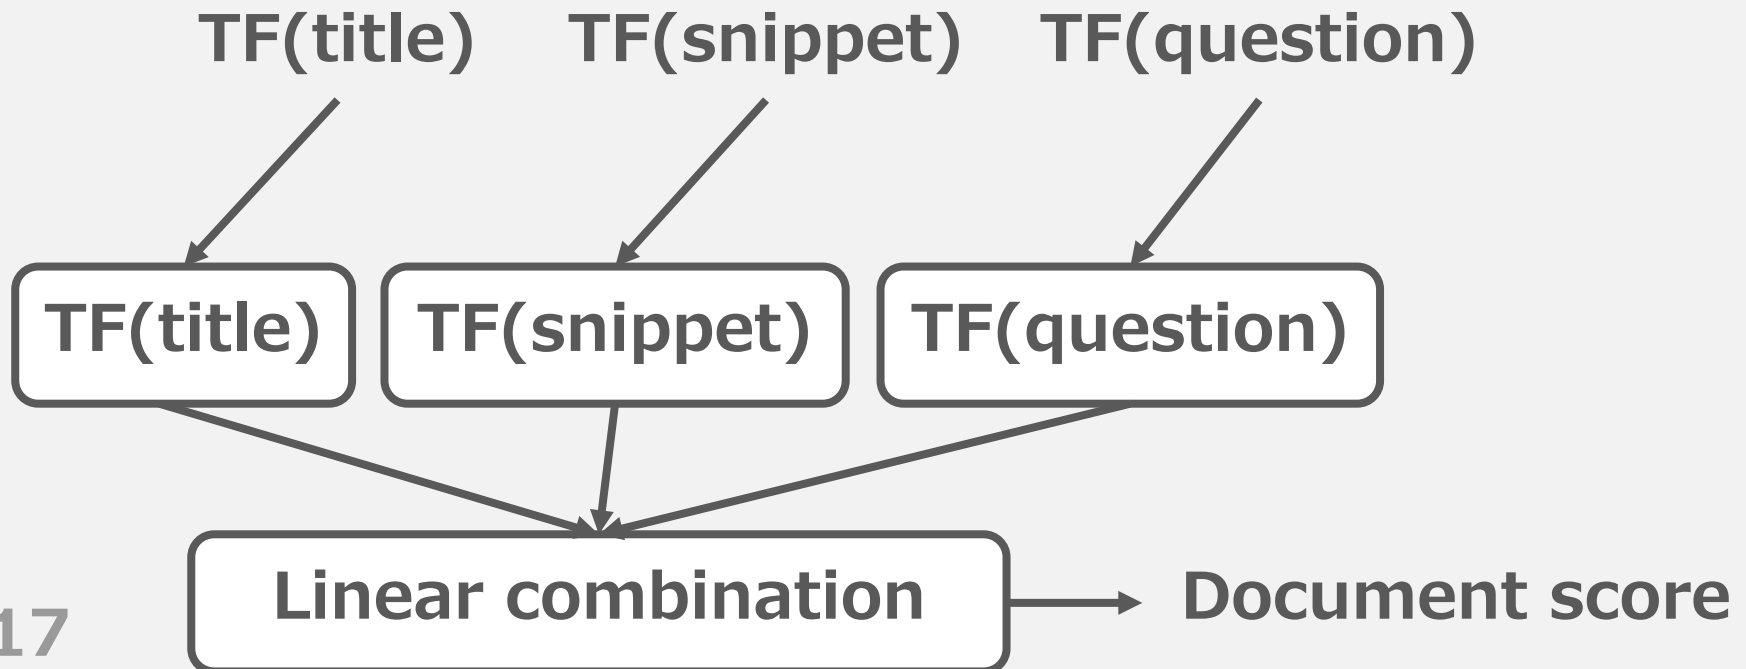 TF(title) TF(snippet) TF(question)
TF(title) TF(snippet) TF(question)
Linear combination Document score
17